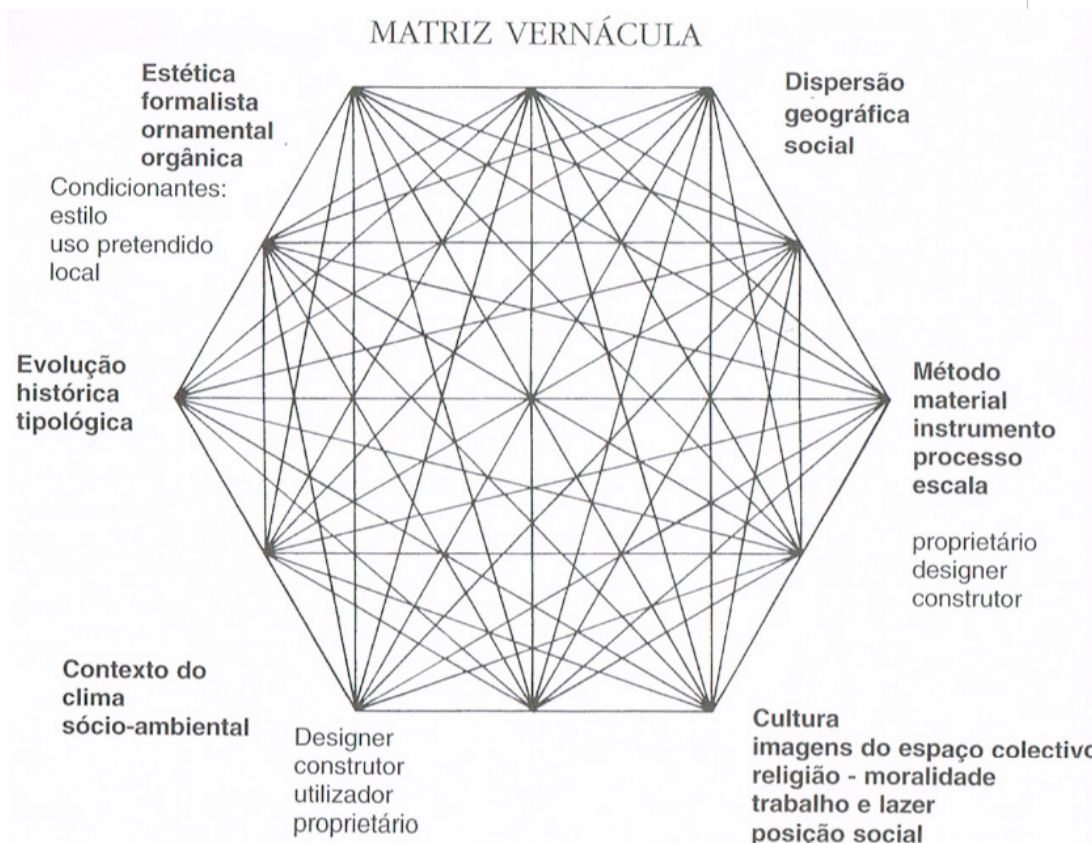 MATRIZ VERNÁCULA
Estética
formalista
ornamental
orgânica
Condicionantes:
estilo
uso pretendido
local
Dispersão
geográfica
social
Evolução
histórica
tipológica
Método
material
instrumento
processo
escala
proprietário
designer
construtor
Contexto do
clima
sócio-ambiental
Designer
construtor
utilizador
proprietário
Cultura
imagens do espaço colectivo
religião - moralidade
trabalho e lazer
posição social